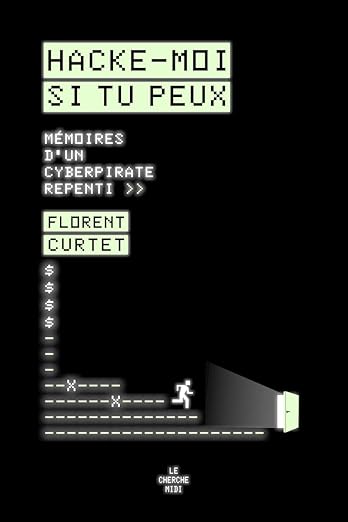 HACKE-MOI
SI TU PEUX
MÉMOIRES
D'UN
CYBERPIRATE
REPENTI >>
FLORENT
CURTET
$
$
$
$
-
-
-
--X-----
------X----
---------------
---------------------
LE
CHERCHE
MIDI